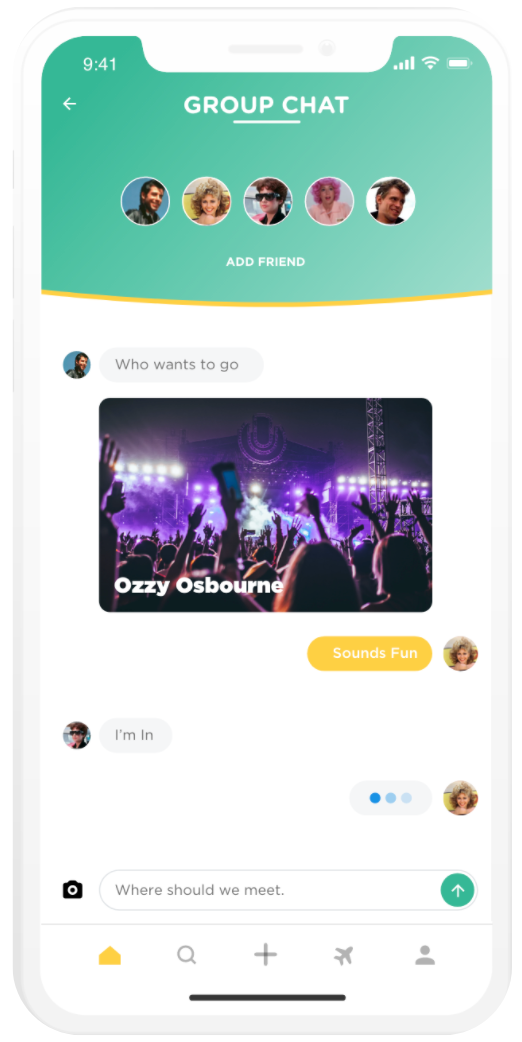 9:41
GROUP CHAT
ADD FRIEND
Who wants to go
Ozzy Osbourne
Sounds Fun
I'm In
Where should we meet.